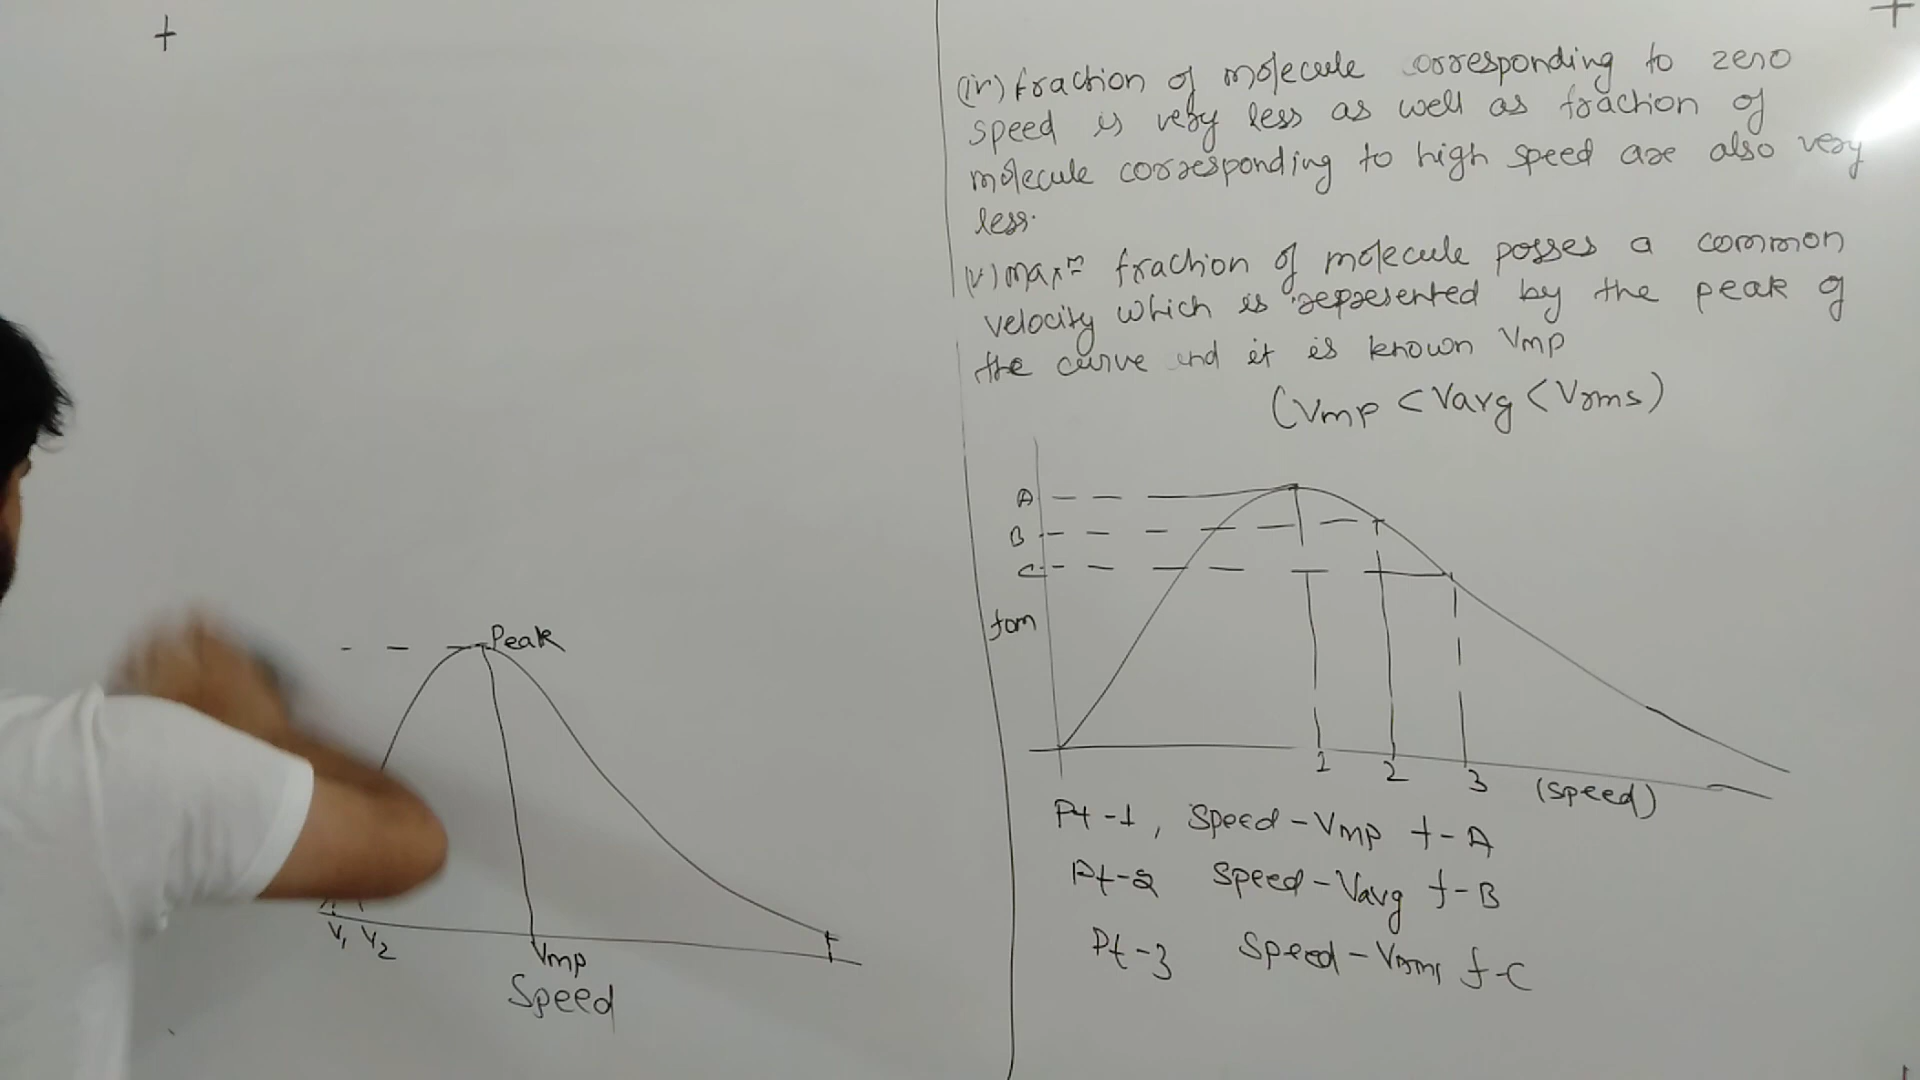 Peak
V1 V2
Vmp
Speed
(iv) fraction of molecule corresponding to zero
speed is very less as well as fraction of
molecule corresponding to high speed are also very
less.
(v) maxm fraction of molecule posses a common
velocity which is represented by the peak of
the curve and it is known Vmp
(Vmp < Varg < Vrms)
A
B
C
fom
1 2 3 (speed)
Pt -1, Speed - Vmp f - A
Pt-2 Speed - Vavg f - B
Pt -3 Speed - Vrms f - C